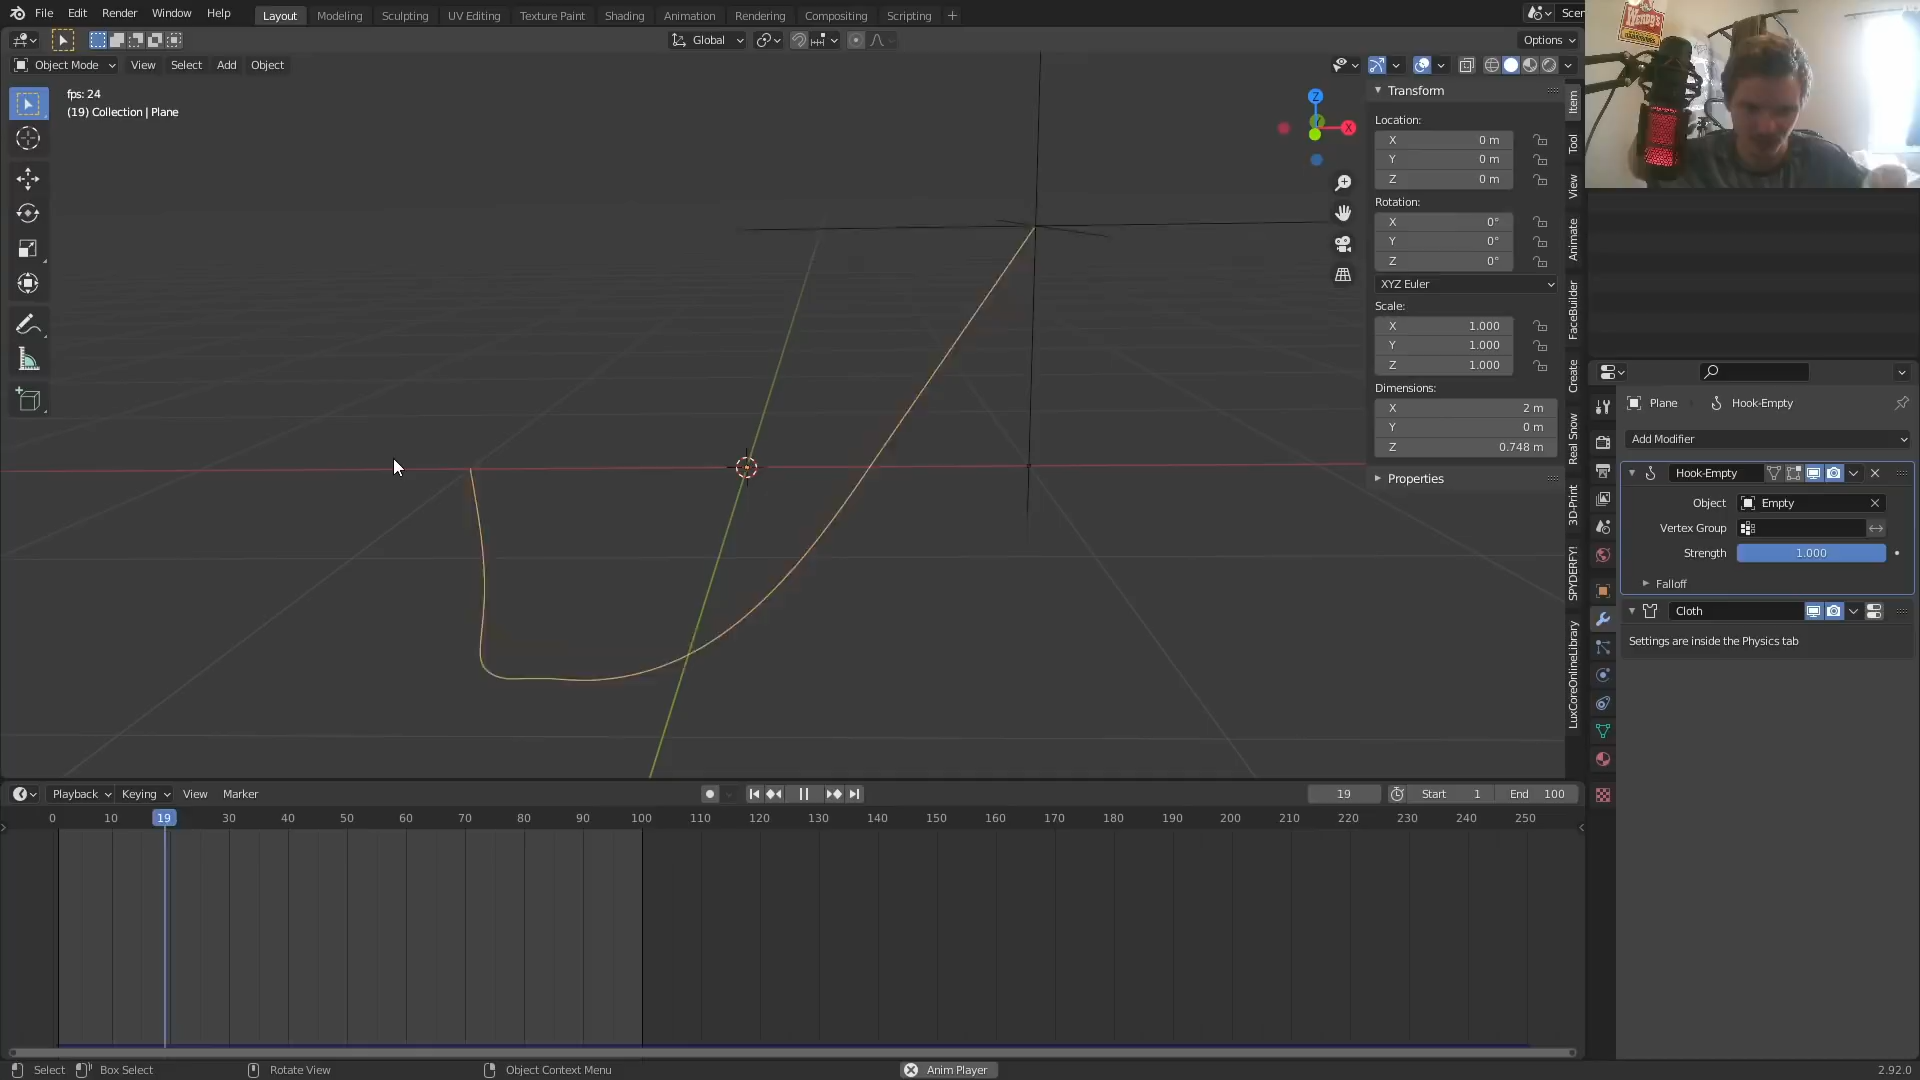 File Edit Render Window Help Layout Modeling Sculpting UV Editing Texture Paint Shading Animation Rendering Compositing Scripting + Scen
Global Options
Object Mode View Select Add Object
fps: 24
(19) Collection | Plane
Z
X
Transform
Location:
X 0 m
Y 0 m
Z 0 m
Rotation:
X 0°
Y 0°
Z 0°
XYZ Euler
Scale:
X 1.000
Y 1.000
Z 1.000
Dimensions:
X 2 m
Y 0 m
Z 0.748 m
Properties
Item
Tool
View
Animate
FaceBuilder
Create
Real Snow
3D-Print
SPYDERFY!
LuxCoreOnlineLibrary
Wendy's
Plane Hook-Empty
Add Modifier
Hook-Empty
Object Empty
Vertex Group
Strength 1.000
Falloff
Cloth
Settings are inside the Physics tab
Playback Keying View Marker 19 Start 1 End 100
0 10 19 30 40 50 60 70 80 90 100 110 120 130 140 150 160 170 180 190 200 210 220 230 240 250
Select Box Select Rotate View Object Context Menu Anim Player 2.92.0